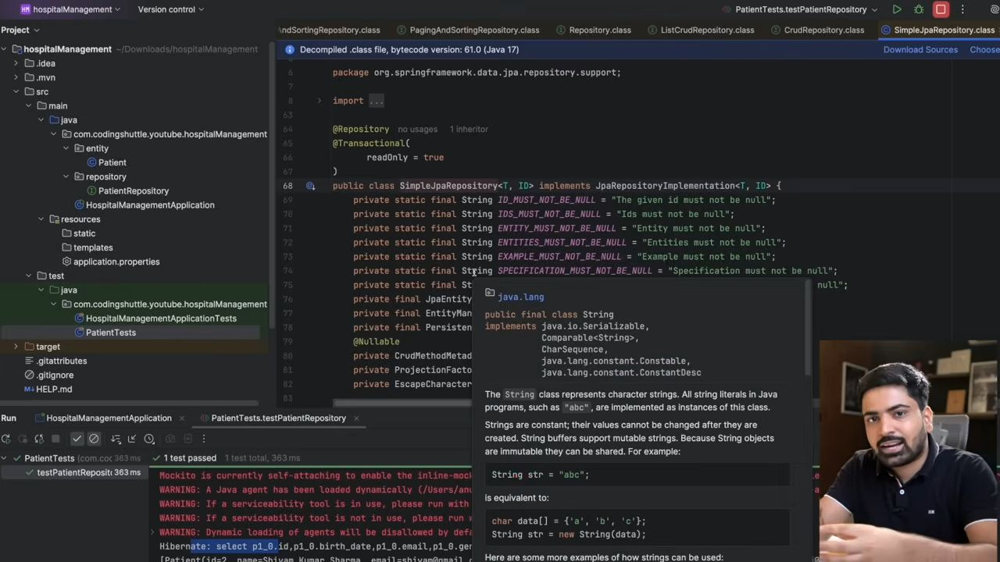 HM hospitalManagement Version control PatientTests.testPatientRepository
Project
AndSortingRepository.class PagingAndSortingRepository.class Repository.class ListCrudRepository.class CrudRepository.class SimpleJpaRepository.class
hospitalManagement ~/Downloads/hospitalManagement
.idea
.mvn
src
main
java
com.codingshuttle.youtube.hospitalManagement
entity
Patient
repository
PatientRepository
HospitalManagementApplication
resources
static
templates
application.properties
test
java
com.codingshuttle.youtube.hospitalManagement
HospitalManagementApplicationTests
PatientTests
target
.gitattributes
.gitignore
HELP.md
Decompiled .class file, bytecode version: 61.0 (Java 17) Download Sources Choose
6 package org.springframework.data.jpa.repository.support;
7
8 import ...
63
64 @Repository no usages 1 inheritor
65 @Transactional(
66 readOnly = true
67 )
68 public class SimpleJpaRepository<T, ID> implements JpaRepositoryImplementation<T, ID> {
69 private static final String ID_MUST_NOT_BE_NULL = "The given id must not be null";
70 private static final String IDS_MUST_NOT_BE_NULL = "Ids must not be null";
71 private static final String ENTITY_MUST_NOT_BE_NULL = "Entity must not be null";
72 private static final String ENTITIES_MUST_NOT_BE_NULL = "Entities must not be null";
73 private static final String EXAMPLE_MUST_NOT_BE_NULL = "Example must not be null";
74 private static final String SPECIFICATION_MUST_NOT_BE_NULL = "Specification must not be null";
75 private static final St null";
76 private final JpaEntity
77 private final EntityMan
78 private final Persisten
79 @Nullable
80 private CrudMethodMetad
81 private ProjectionFacto
82 private EscapeCharacter
83
java.lang
public final class String
implements java.io.Serializable,
Comparable<String>,
CharSequence,
java.lang.constant.Constable,
java.lang.constant.ConstantDesc
The String class represents character strings. All string literals in Java
programs, such as "abc", are implemented as instances of this class.
Strings are constant; their values cannot be changed after they are
created. String buffers support mutable strings. Because String objects
are immutable they can be shared. For example:
String str = "abc";
is equivalent to:
char data[] = {'a', 'b', 'c'};
String str = new String(data);
Here are some more examples of how strings can be used:
Run HospitalManagementApplication PatientTests.testPatientRepository
PatientTests (com.cc 363 ms
testPatientReposit 363 ms
1 test passed 1 test total, 363 ms
Mockito is currently self-attaching to enable the inline-moc
WARNING: A Java agent has been loaded dynamically (/Users/anu
WARNING: If a serviceability tool is in use, please run with
WARNING: If a serviceability tool is not in use, please run w
WARNING: Dynamic loading of agents will be disallowed by defa
Hibernate: select p1_0.id,p1_0.birth_date,p1_0.email,p1_0.gen
[Patient(id=2, name=Shivam Kumar Sharma, email=shivam@gmail.c